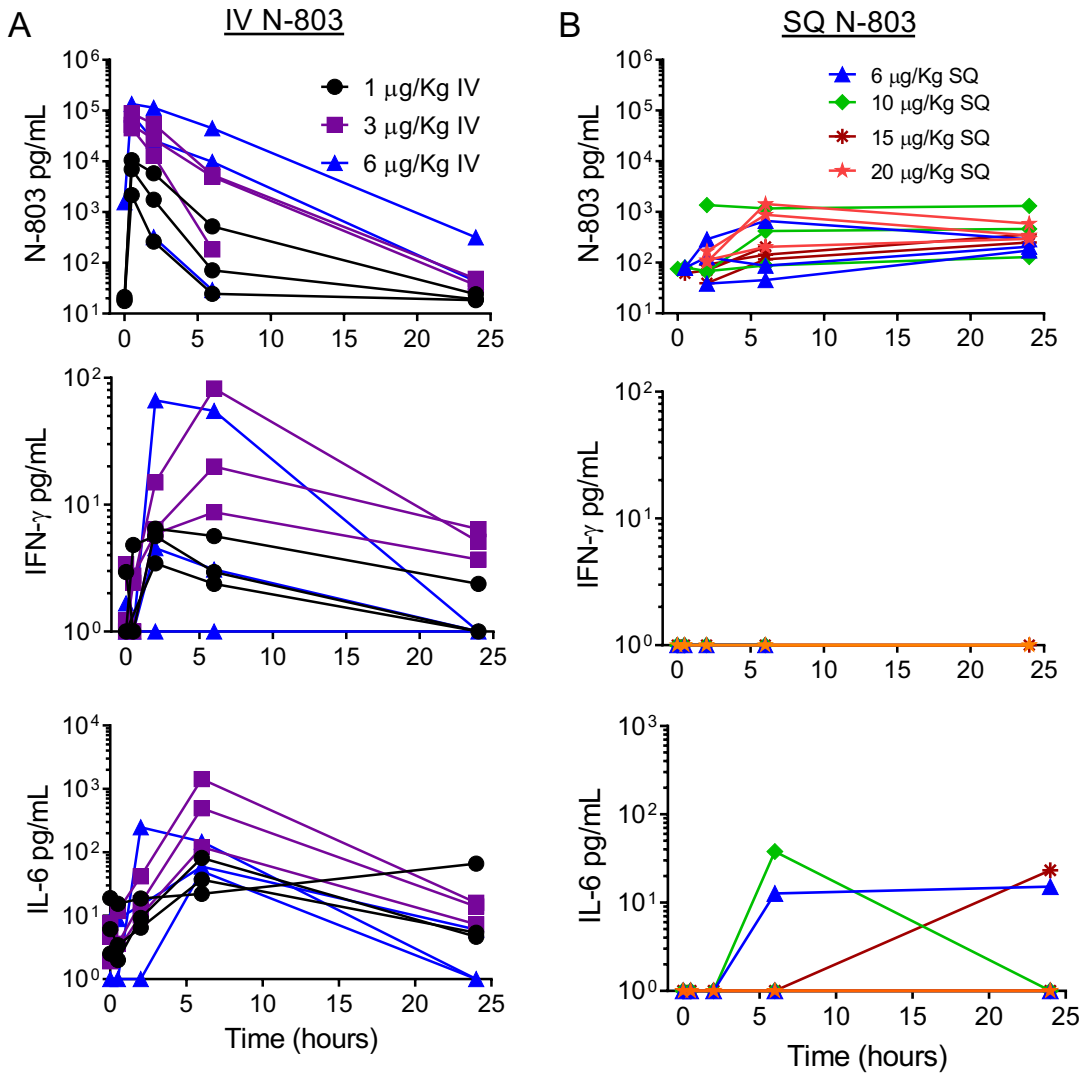 A
IV N-803
B
SQ N-803
N-803 pg/mL
10⁶
10⁵
10⁴
10³
10²
10¹
0 5 10 15 20 25
1 μg/Kg IV
3 μg/Kg IV
6 μg/Kg IV
N-803 pg/mL
10⁶
10⁵
10⁴
10³
10²
10¹
0 5 10 15 20 25
6 μg/Kg SQ
10 μg/Kg SQ
15 μg/Kg SQ
20 μg/Kg SQ
IFN-γ pg/mL
10²
10¹
10⁰
0 5 10 15 20 25
IFN-γ pg/mL
10²
10¹
10⁰
0 5 10 15 20 25
IL-6 pg/mL
10⁴
10³
10²
10¹
10⁰
0 5 10 15 20 25
Time (hours)
IL-6 pg/mL
10³
10²
10¹
10⁰
0 5 10 15 20 25
Time (hours)